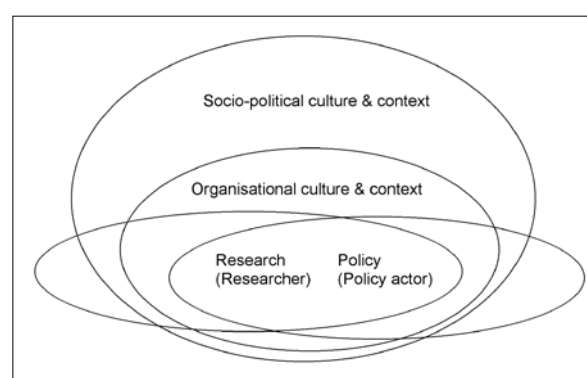 Socio-political culture & context
Organisational culture & context
Research Policy
(Researcher) (Policy actor)